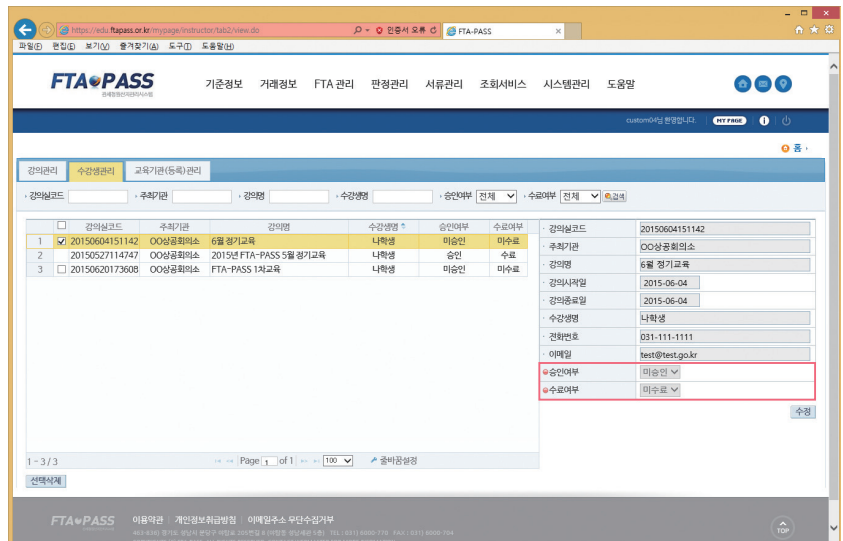 https://edu.ftapass.or.kr/mypage/instructor/tab2/view.do 인증서 오류 FTA-PASS
파일(F) 편집(E) 보기(V) 즐겨찾기(A) 도구(T) 도움말(H)
FTA PASS 기준정보 거래정보 FTA 관리 판정관리 서류관리 조회서비스 시스템관리 도움말
custom04님 환영합니다. MY PAGE
홈
강의관리 수강생관리 교육기관(등록)관리
강의실코드 주최기관 강의명 수강생명 승인여부 전체 수료여부 전체 검색
강의실코드 주최기관 강의명 수강생명 승인여부 수료여부
1 20150604151142 OO상공회의소 6월 정기교육 나학생 미승인 미수료
2 20150527114747 OO상공회의소 2015년 FTA-PASS 5월 정기교육 나학생 승인 수료
3 20150620173608 OO상공회의소 FTA-PASS 1차교육 나학생 미승인 미수료
강의실코드 20150604151142
주최기관 OO상공회의소
강의명 6월 정기교육
강의시작일 2015-06-04
강의종료일 2015-06-04
수강생명 나학생
전화번호 031-111-1111
이메일 test@test.go.kr
승인여부 미승인
수료여부 미수료
수정
1 - 3 / 3 Page 1 of 1 100 줄바꿈설정
선택삭제
FTA PASS 이용약관 개인정보취급방침 이메일주소 무단수집거부
TOP